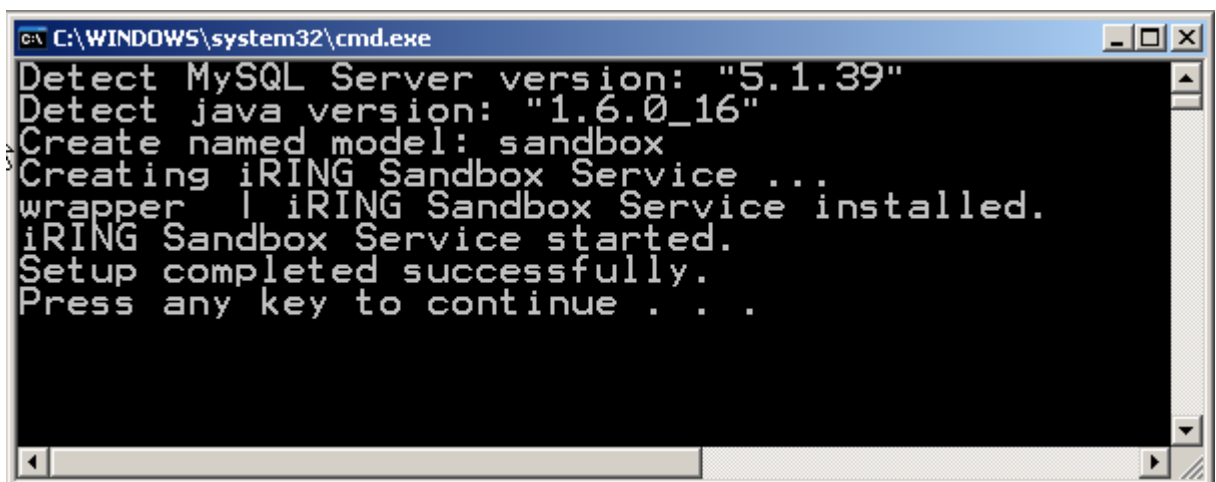 C:\WINDOWS\system32\cmd.exe
Detect MySQL Server version: "5.1.39"
Detect java version: "1.6.0_16"
Create named model: sandbox
Creating iRING Sandbox Service ...
wrapper  | iRING Sandbox Service installed.
iRING Sandbox Service started.
Setup completed successfully.
Press any key to continue . . .